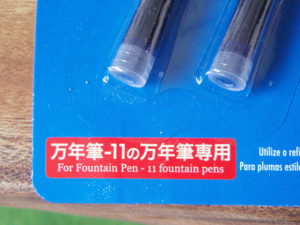 万年筆-11の万年筆専用
For Fountain Pen - 11 fountain pens
Utilize o refi
Para plumas estilo